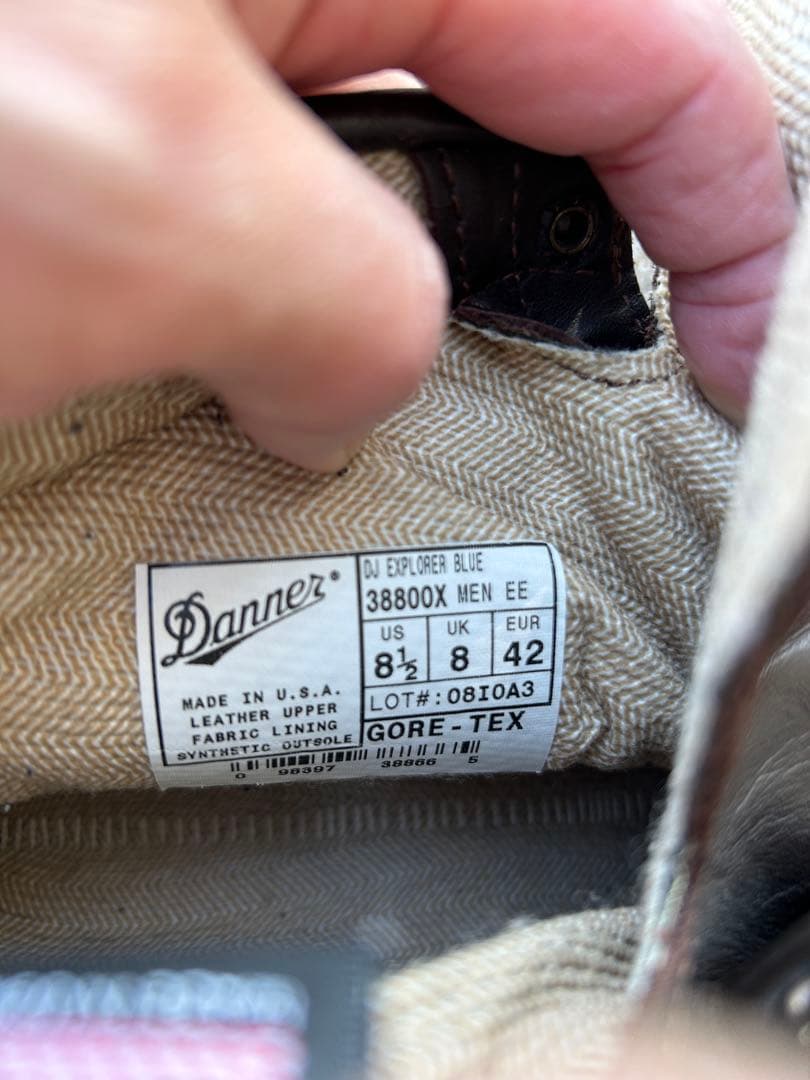 Danner®
MADE IN U.S.A.
LEATHER UPPER
FABRIC LINING
SYNTHETIC OUTSOLE
DJ EXPLORER BLUE
38800X MEN EE
US UK EUR
8½ 8 42
LOT#:08I0A3
GORE-TEX
0 98397 38866 5